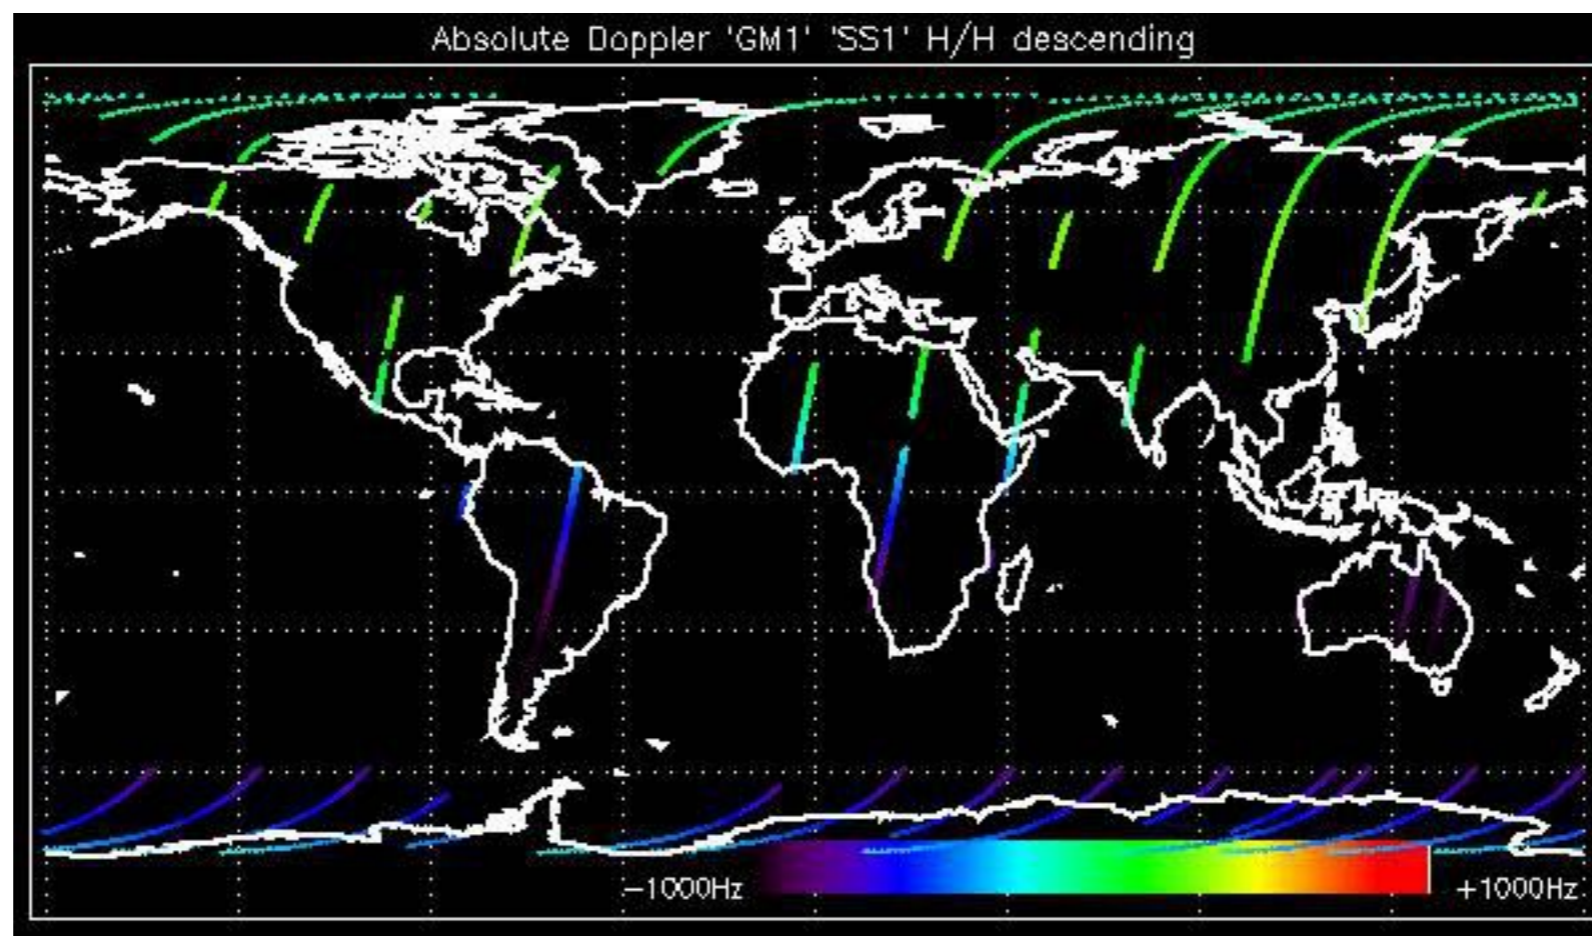 Absolute Doppler 'GM1' 'SS1' H/H descending
−1000Hz +1000Hz